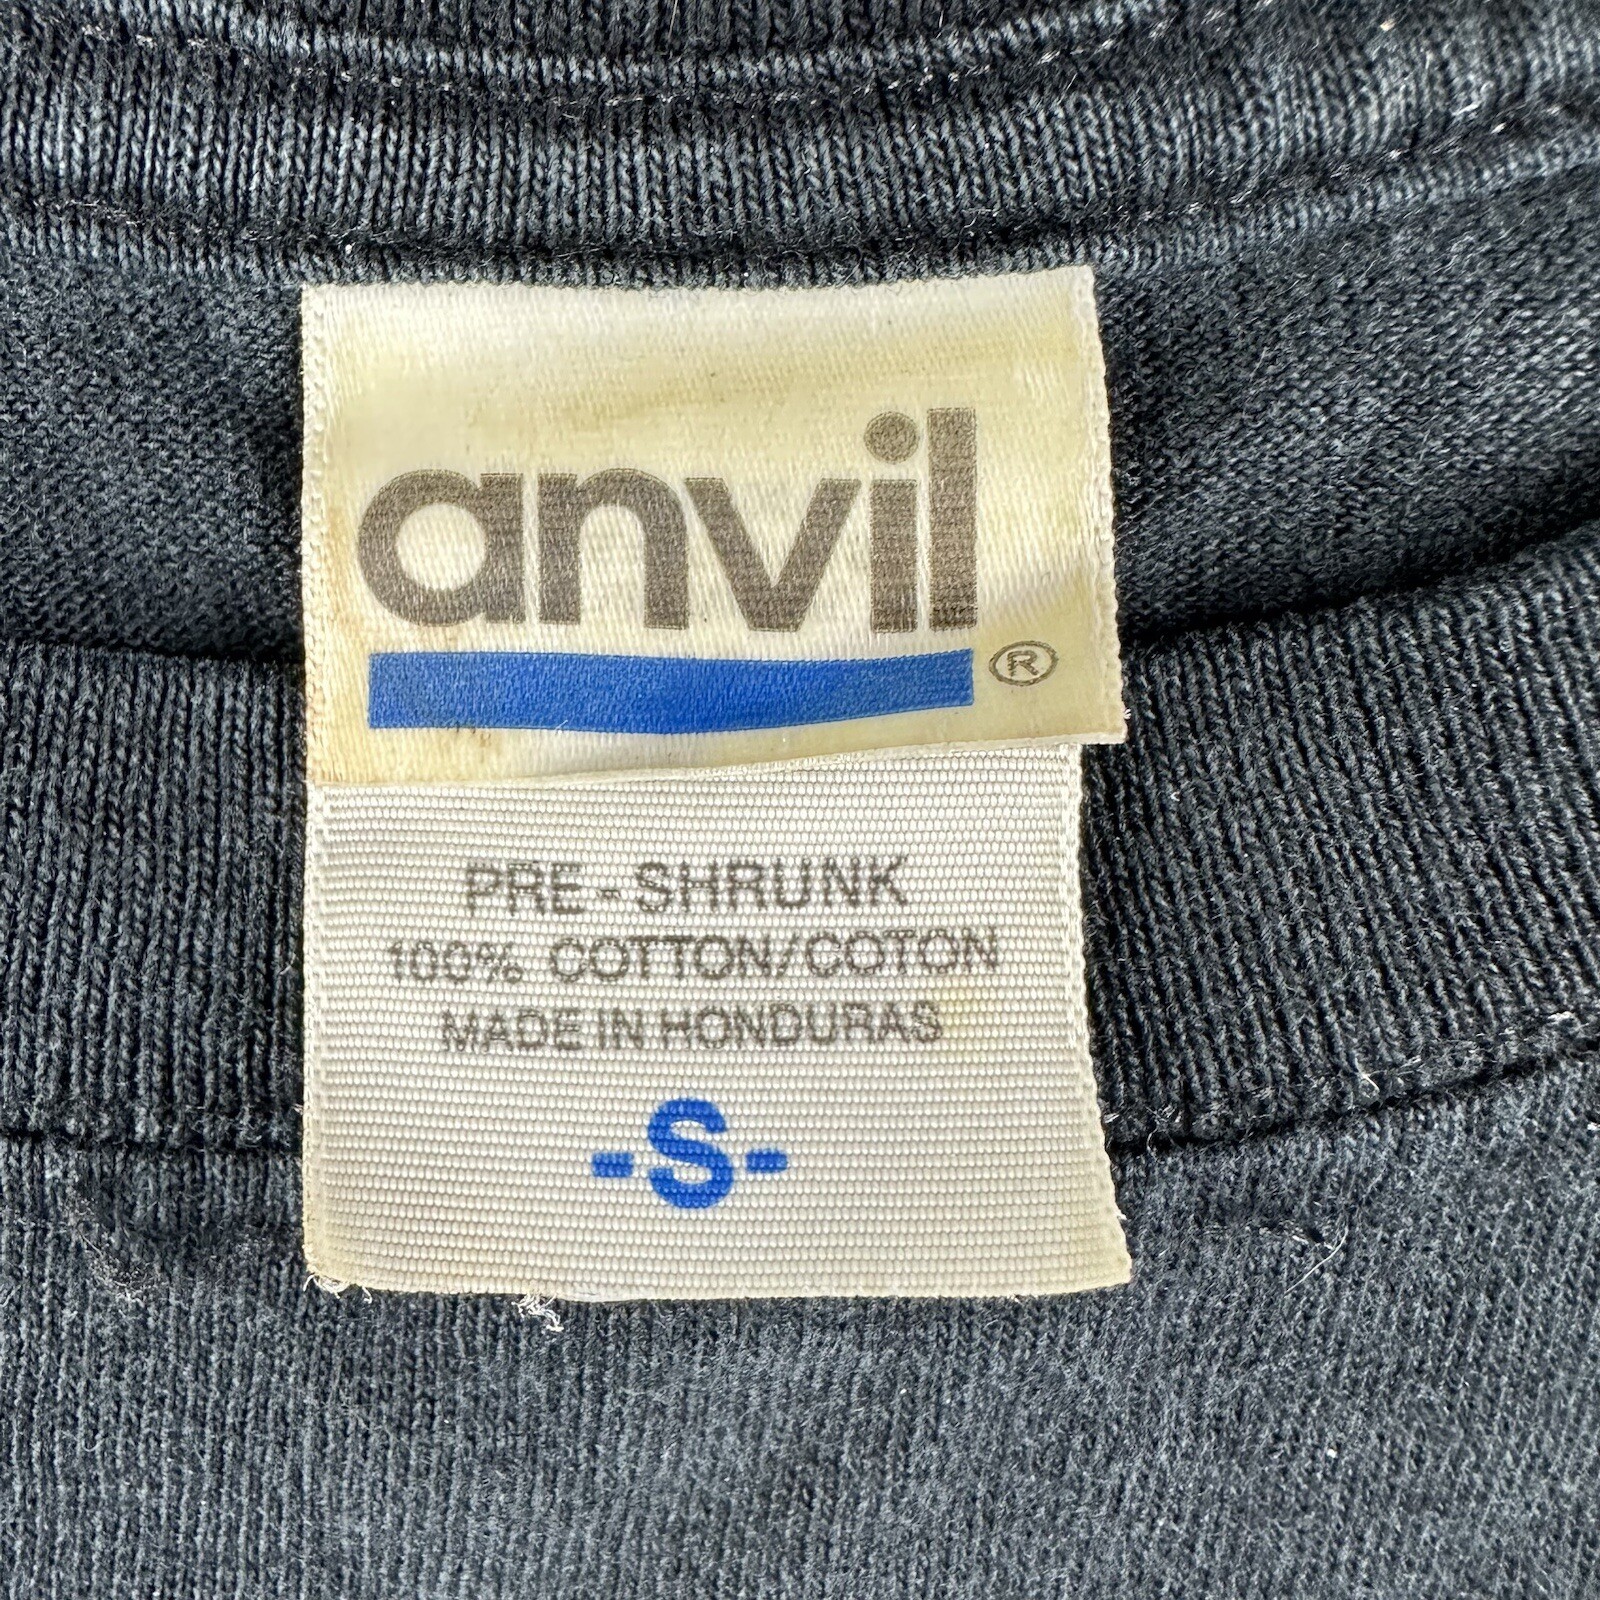 anvil
®
PRE-SHRUNK
100% COTTON/COTON
MADE IN HONDURAS
-S-